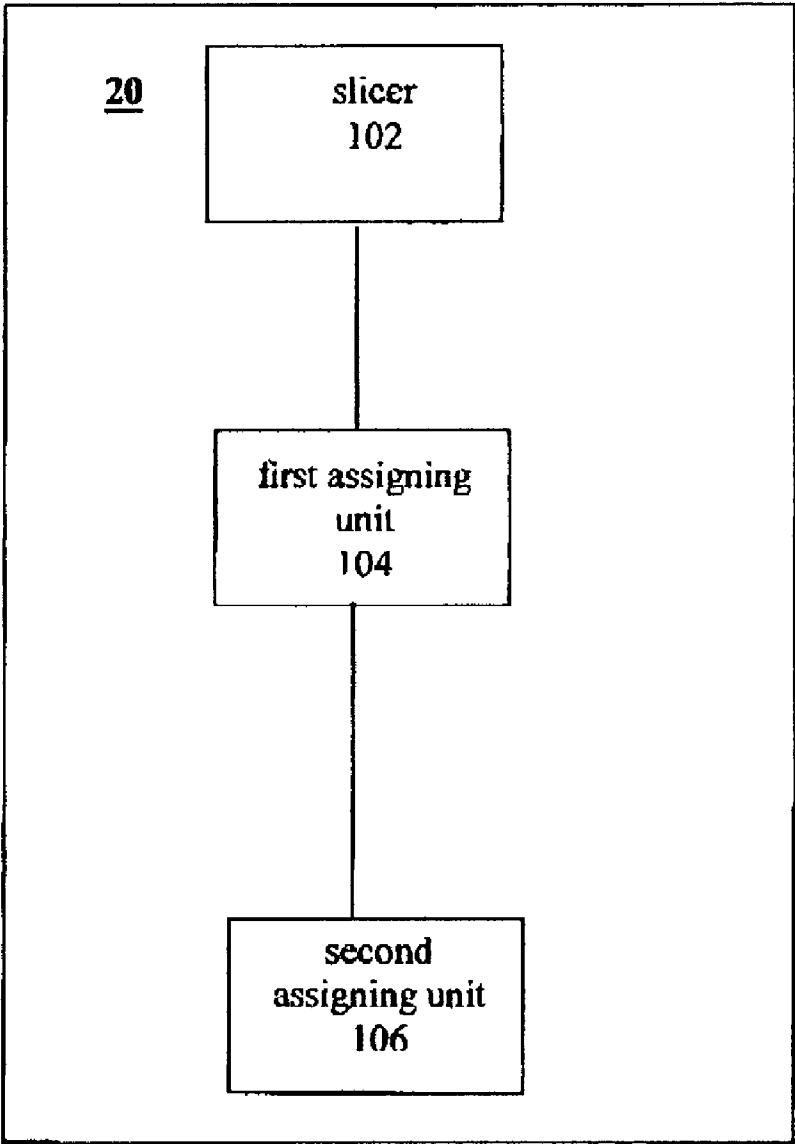 20
slicer
102
first assigning
unit
104
second
assigning unit
106